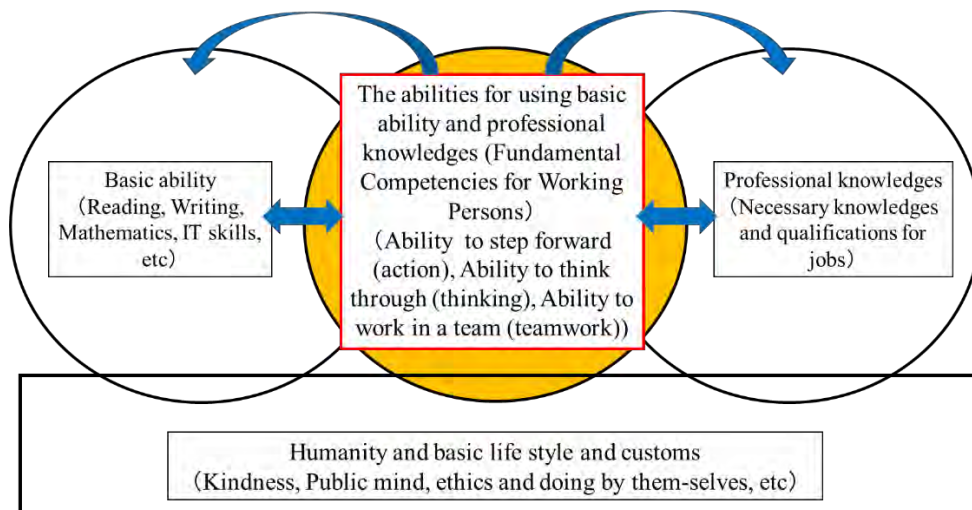 The abilities for using basic
ability and professional
knowledges (Fundamental
Competencies for Working
Persons）
（Ability  to step forward
(action), Ability to think
through (thinking), Ability to
work in a team (teamwork))
Basic ability
（Reading, Writing,
Mathematics, IT skills,
etc）
Professional knowledges
（Necessary knowledges
and qualifications for
jobs）
Humanity and basic life style and customs
（Kindness, Public mind, ethics and doing by them-selves, etc）